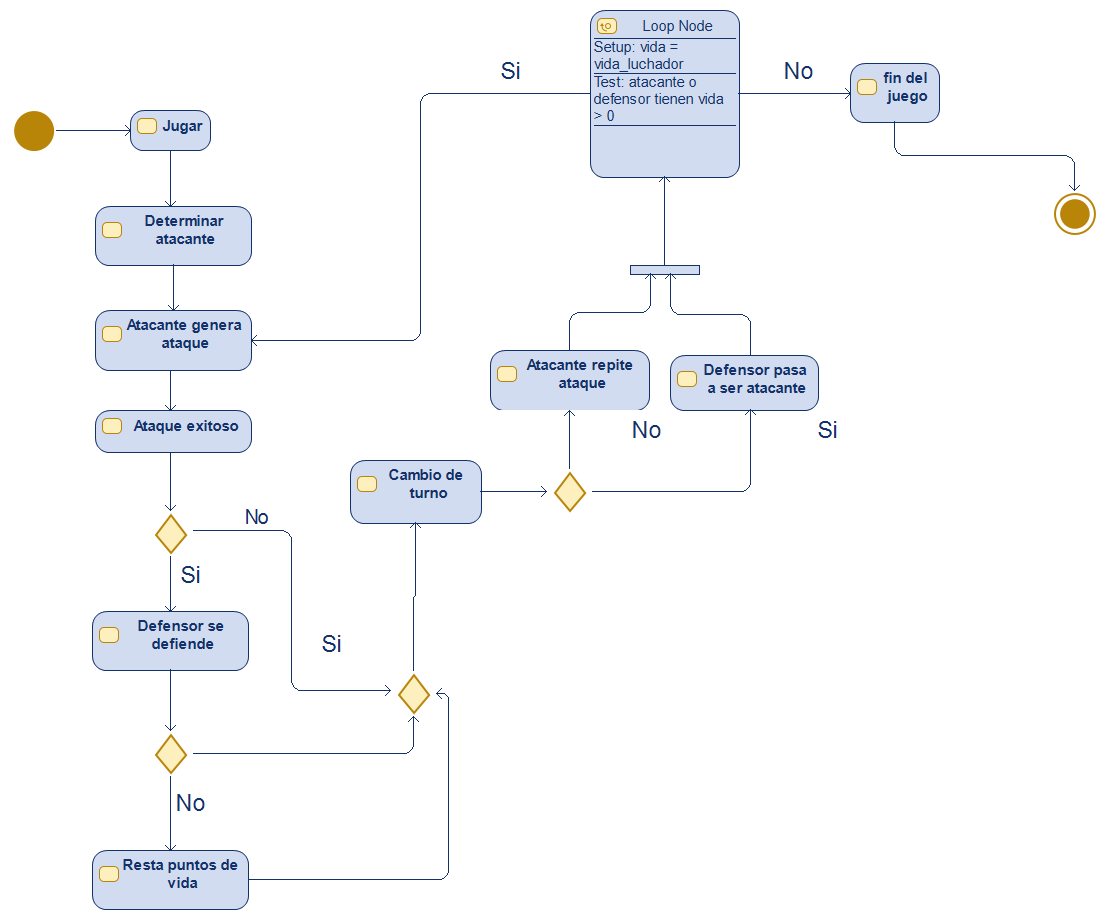 Jugar
Determinar
atacante
Atacante genera
ataque
Ataque exitoso
No
Si
Defensor se
defiende
Si
No
Resta puntos de
vida
Cambio de
turno
No
Si
Atacante repite
ataque
Defensor pasa
a ser atacante
Loop Node
Setup: vida =
vida_luchador
Test: atacante o
defensor tienen vida
> 0
Si
No
fin del
juego